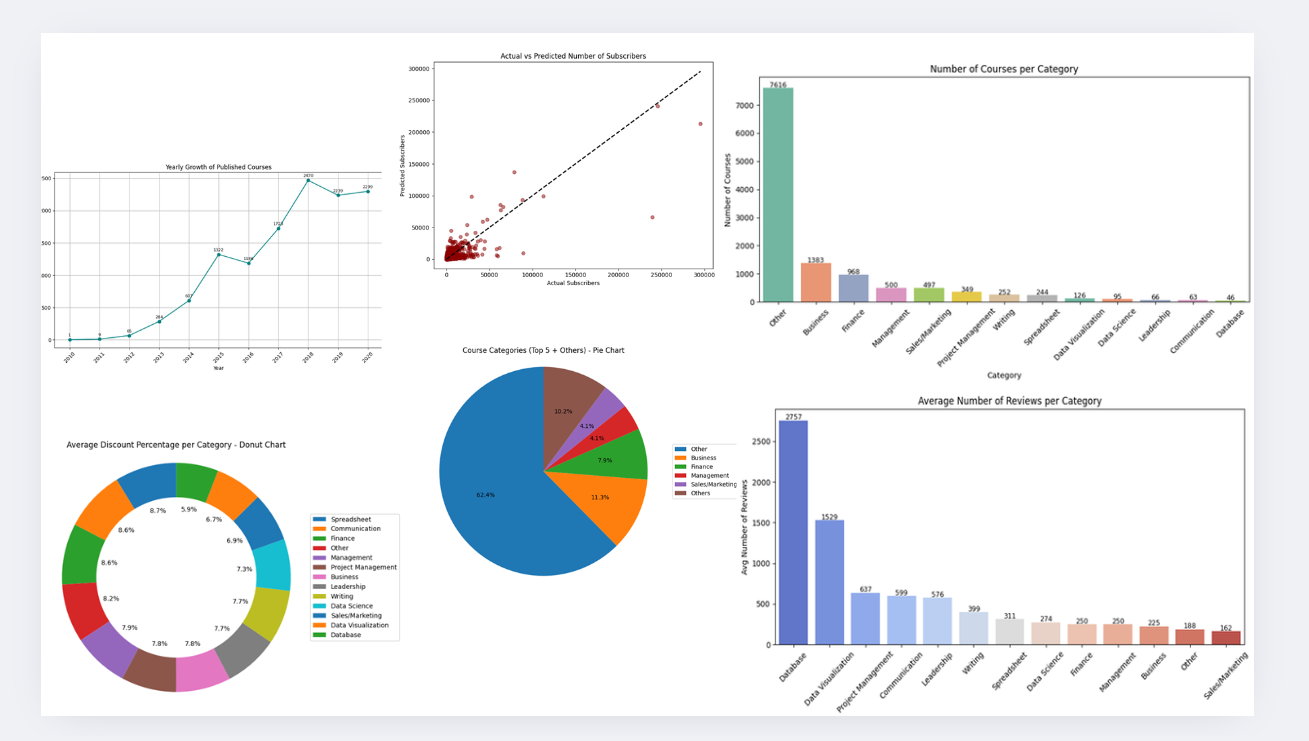 Actual vs Predicted Number of Subscribers
300000
250000
200000
150000
100000
50000
0
Predicted Subscribers
0 50000 100000 150000 200000 250000 300000
Actual Subscribers
Number of Courses per Category
7000
6000
5000
4000
3000
2000
1000
0
Number of Courses
7616 1383 968 500 497 349 252 244 126 95 66 63 46
Other Business Finance Management Sales/Marketing Project Management Writing Spreadsheet Data Visualization Data Science Leadership Communication Database
Category
Yearly Growth of Published Courses
500
000
500
000
500
0
1 9 284 1322 2470 2239 2299
2010 2011 2012 2013 2014 2015 2016 2017 2018 2019 2020
Year
Course Categories (Top 5 + Others) - Pie Chart
62.4%
11.3%
7.9%
4.1%
4.1%
10.2%
Other
Business
Finance
Management
Sales/Marketing
Others
Average Number of Reviews per Category
2500
2000
1500
1000
500
0
Avg Number of Reviews
2757 1529 637 599 576 399 311 274 250 250 225 188 162
Database Data Visualization Project Management Communication Leadership Writing Spreadsheet Data Science Finance Management Business Other Sales/Marketing
Average Discount Percentage per Category - Donut Chart
8.7%
8.6%
8.6%
8.2%
7.9%
7.8%
7.8%
7.7%
7.7%
7.3%
6.9%
6.7%
5.9%
Spreadsheet
Communication
Finance
Other
Management
Project Management
Business
Leadership
Writing
Data Science
Sales/Marketing
Data Visualization
Database